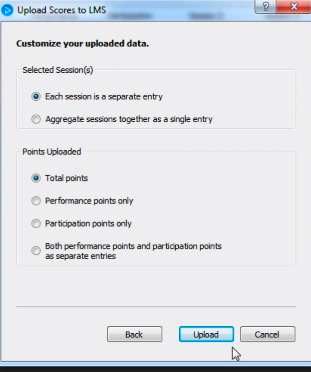 Upload Scores to LMS
Customize your uploaded data.
Selected Session(s)
Each session is a separate entry
Aggregate sessions together as a single entry
Points Uploaded
Total points
Performance points only
Participation points only
Both performance points and participation points
as separate entries
Back
Upload
Cancel